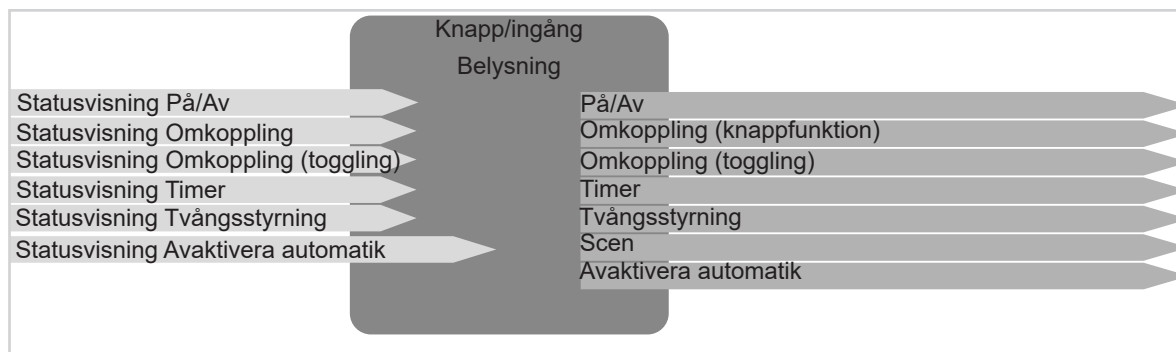 Knapp/ingång
Belysning
Statusvisning På/Av
Statusvisning Omkoppling
Statusvisning Omkoppling (toggling)
Statusvisning Timer
Statusvisning Tvångsstyrning
Statusvisning Avaktivera automatik
På/Av
Omkoppling (knappfunktion)
Omkoppling (toggling)
Timer
Tvångsstyrning
Scen
Avaktivera automatik